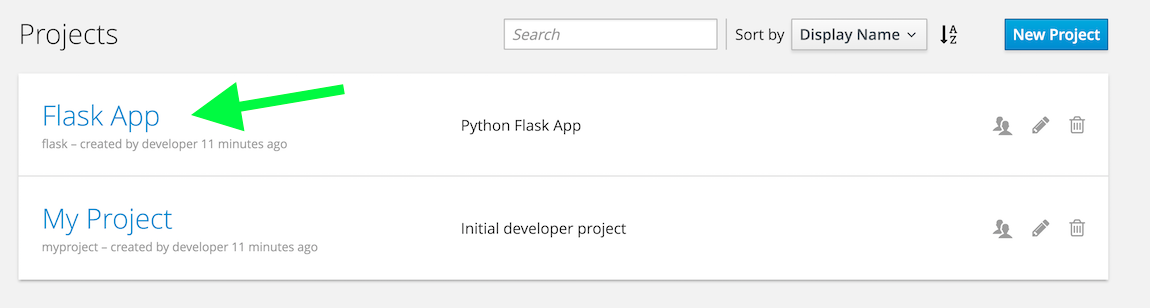 Projects
Search
Sort by
Display Name
A
Z
New Project
Flask App
Python Flask App
flask – created by developer 11 minutes ago
My Project
Initial developer project
myproject – created by developer 11 minutes ago